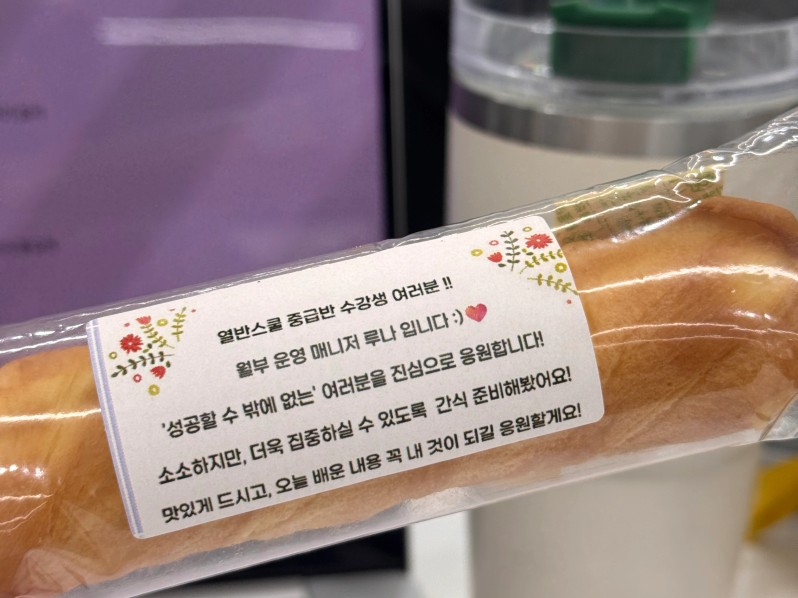 열반스쿨 중급반 수강생 여러분 !!
월부 운영 매니저 루나 입니다 :)
'성공할 수 밖에 없는' 여러분을 진심으로 응원합니다!
소소하지만, 더욱 집중하실 수 있도록 간식 준비해봤어요!
맛있게 드시고, 오늘 배운 내용 꼭 내 것이 되길 응원할게요!